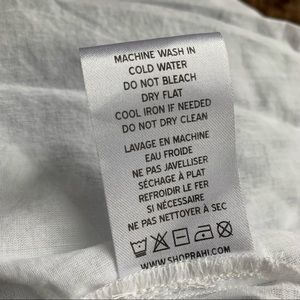 MACHINE WASH IN
COLD WATER
DO NOT BLEACH
DRY FLAT
COOL IRON IF NEEDED
DO NOT DRY CLEAN
LAVAGE EN MACHINE
EAU FROIDE
NE PAS JAVELLISER
SÉCHAGE À PLAT
REFROIDIR LE FER
SI NÉCESSAIRE
NE PAS NETTOYER À SEC
WWW.SHOPRAHI.COM